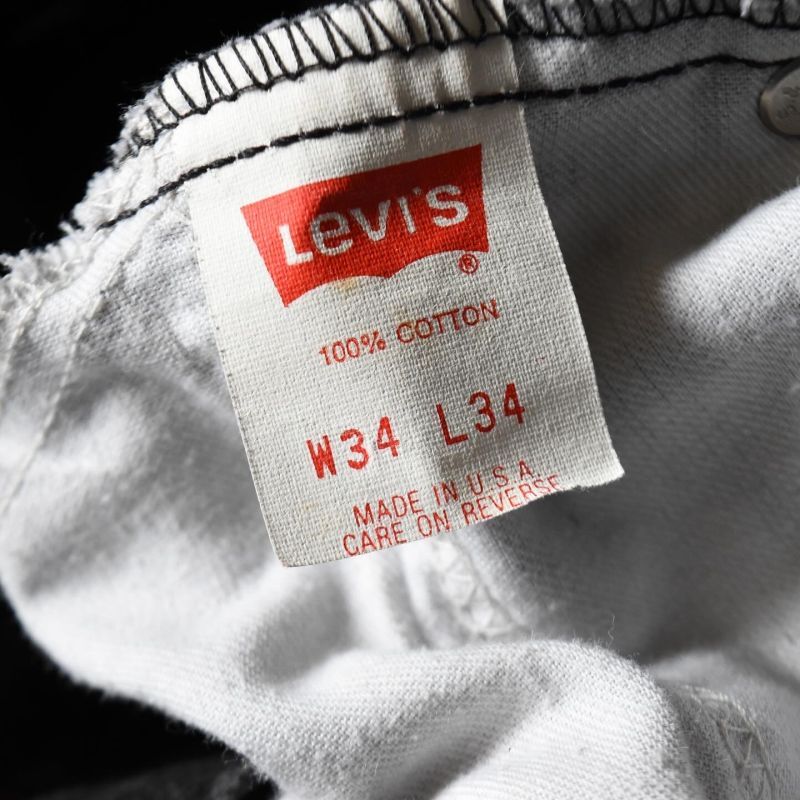 Levi's
®
100% COTTON
W34 L34
MADE IN U.S.A.
CARE ON REVERSE